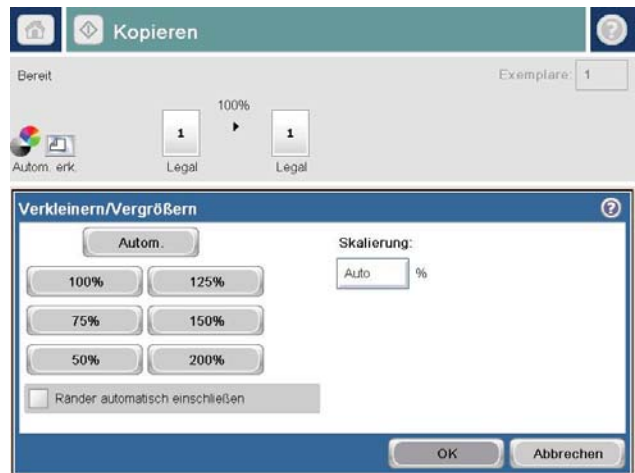 Kopieren
?
Bereit
Exemplare: 1
100%
1 1
Autom. erk. Legal Legal
Verkleinern/Vergrößern ?
Autom. Skalierung:
100% 125% Auto %
75% 150%
50% 200%
Ränder automatisch einschließen
OK Abbrechen